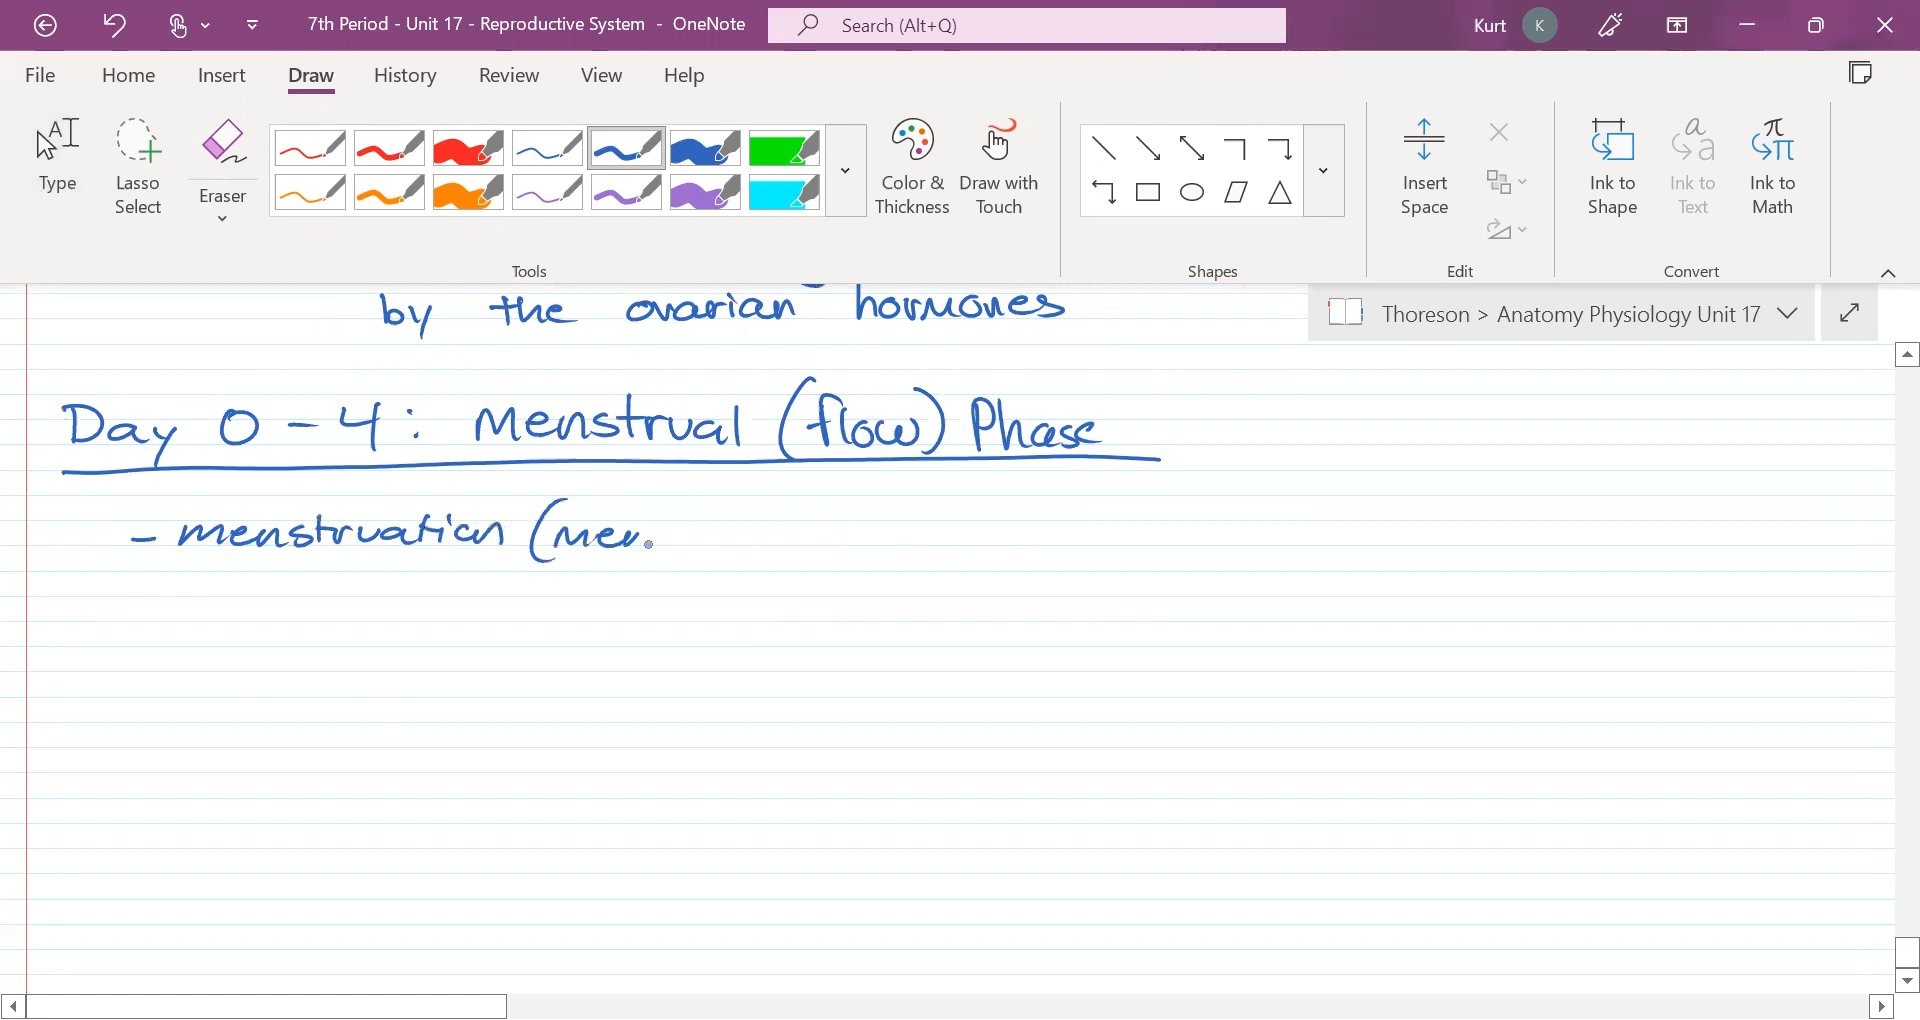 7th Period - Unit 17 - Reproductive System - OneNote
Search (Alt+Q)
Kurt K
File Home Insert Draw History Review View Help
Type
Lasso Select
Eraser
Color & Thickness
Draw with Touch
Insert Space
Ink to Shape
Ink to Text
Ink to Math
Tools Shapes Edit Convert
by the ovarian hormones
Thoreson > Anatomy Physiology Unit 17
Day 0 - 4: Menstrual (flow) Phase
- menstruation (men